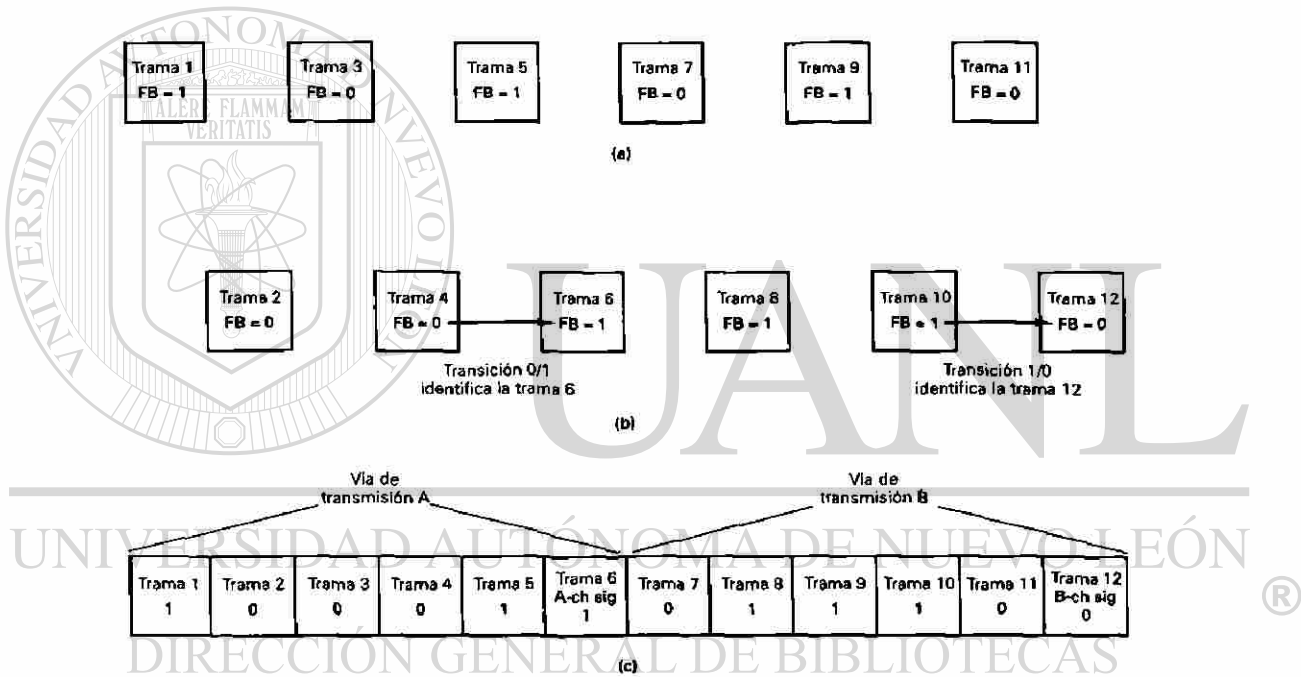 UNIVERSIDAD AUTONOMA DE NUEVO LEON
ALERE FLAMMAM
VERITATIS
Trama 1
FB = 1
Trama 3
FB = 0
Trama 5
FB = 1
Trama 7
FB = 0
Trama 9
FB = 1
Trama 11
FB = 0
(a)
Trama 2
FB = 0
Trama 4
FB = 0
Trama 6
FB = 1
Trama 8
FB = 1
Trama 10
FB = 1
Trama 12
FB = 0
Transición 0/1
identifica la trama 6
Transición 1/0
identifica la trama 12
(b)
UANL
Vía de
transmisión A
Vía de
transmisión B
UNIVERSIDAD AUTÓNOMA DE NUEVO LEÓN
®
Trama 1
1
Trama 2
0
Trama 3
0
Trama 4
0
Trama 5
1
Trama 6
A-ch sig
1
Trama 7
0
Trama 8
1
Trama 9
1
Trama 10
1
Trama 11
0
Trama 12
B-ch sig
0
DIRECCIÓN GENERAL DE BIBLIOTECAS
(c)